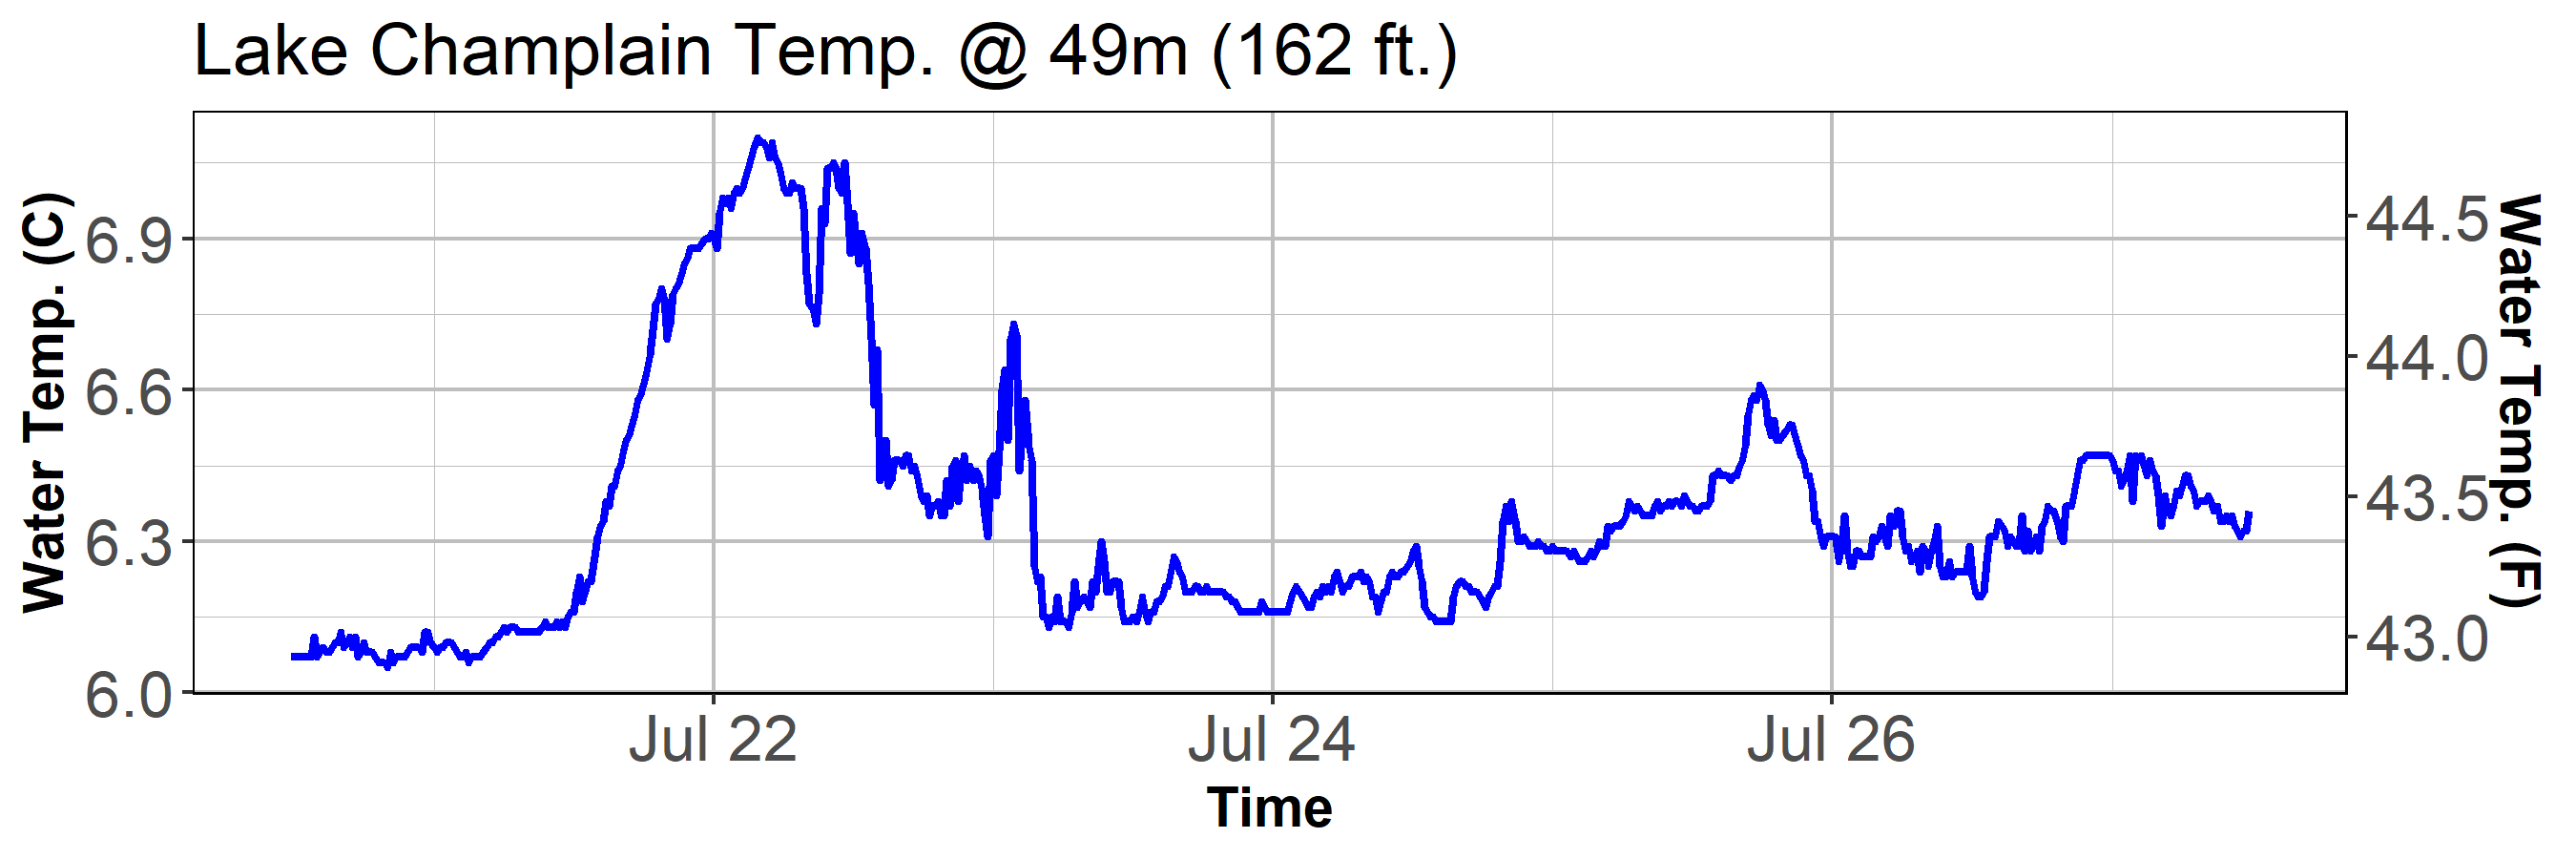 Lake Champlain Temp. @ 49m (162 ft.)
Water Temp. (C)
6.9
6.6
6.3
6.0
44.5
44.0
43.5
43.0
Water Temp. (F)
Jul 22
Jul 24
Jul 26
Time